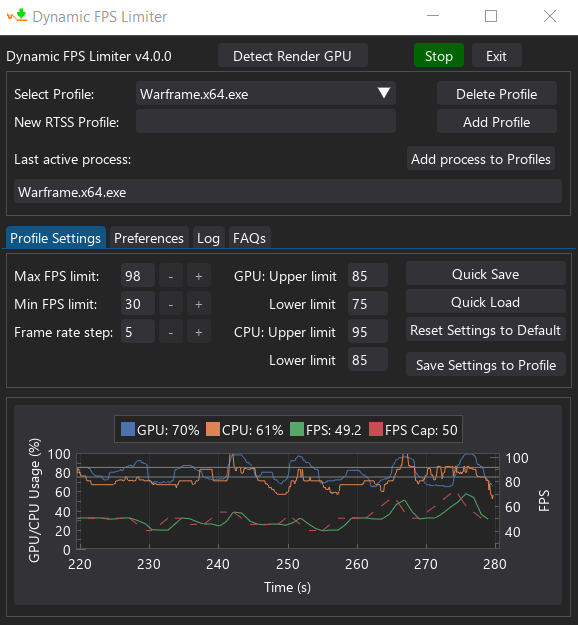 Dynamic FPS Limiter
Dynamic FPS Limiter v4.0.0 Detect Render GPU Stop Exit
Select Profile: Warframe.x64.exe Delete Profile
New RTSS Profile: Add Profile
Last active process: Add process to Profiles
Warframe.x64.exe
Profile Settings Preferences Log FAQs
Max FPS limit: 98 - + GPU: Upper limit 85 Quick Save
Min FPS limit: 30 - + Lower limit 75 Quick Load
Frame rate step: 5 - + CPU: Upper limit 95 Reset Settings to Default
Lower limit 85 Save Settings to Profile
GPU: 70% CPU: 61% FPS: 49.2 FPS Cap: 50
GPU/CPU Usage (%)
100
80
60
40
20
0
100
80
60
40
FPS
220 230 240 250 260 270 280
Time (s)